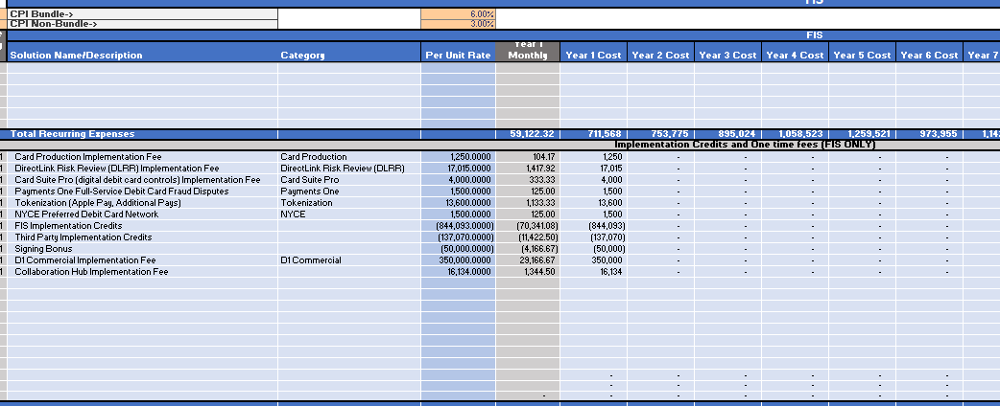 FIS
CPI Bundle-> 6.00%
CPI Non-Bundle-> 3.00%
FIS
Solution Name/Description Category Per Unit Rate Year 1 Monthly Year 1 Cost Year 2 Cost Year 3 Cost Year 4 Cost Year 5 Cost Year 6 Cost Year 7
Total Recurring Expenses 59,122.32 711,568 753,775 895,024 1,058,523 1,259,521 973,955 1,14
Implementation Credits and One time fees (FIS ONLY)
1 Card Production Implementation Fee Card Production 1,250.0000 104.17 1,250 - - - - - -
1 DirectLink Risk Review (DLRR) Implementation Fee DirectLink Risk Review (DLRR) 17,015.0000 1,417.92 17,015 - - - - - -
1 Card Suite Pro (digital debit card controls) Implementation Fee Card Suite Pro 4,000.0000 333.33 4,000 - - - - - -
1 Payments One Full-Service Debit Card Fraud Disputes Payments One 1,500.0000 125.00 1,500 - - - - - -
1 Tokenization (Apple Pay, Additional Pays) Tokenization 13,600.0000 1,133.33 13,600 - - - - - -
1 NYCE Preferred Debit Card Network NYCE 1,500.0000 125.00 1,500 - - - - - -
1 FIS Implementation Credits (844,093.0000) (70,341.08) (844,093) - - - - - -
1 Third Party Implementation Credits (137,070.0000) (11,422.50) (137,070) - - - - - -
1 Signing Bonus (50,000.0000) (4,166.67) (50,000) - - - - - -
1 D1 Commercial Implementation Fee D1 Commercial 350,000.0000 29,166.67 350,000 - - - - - -
1 Collaboration Hub Implementation Fee 16,134.0000 1,344.50 16,134 - - - - - -
- - - - - -
- - - - - -
- - - - - - -